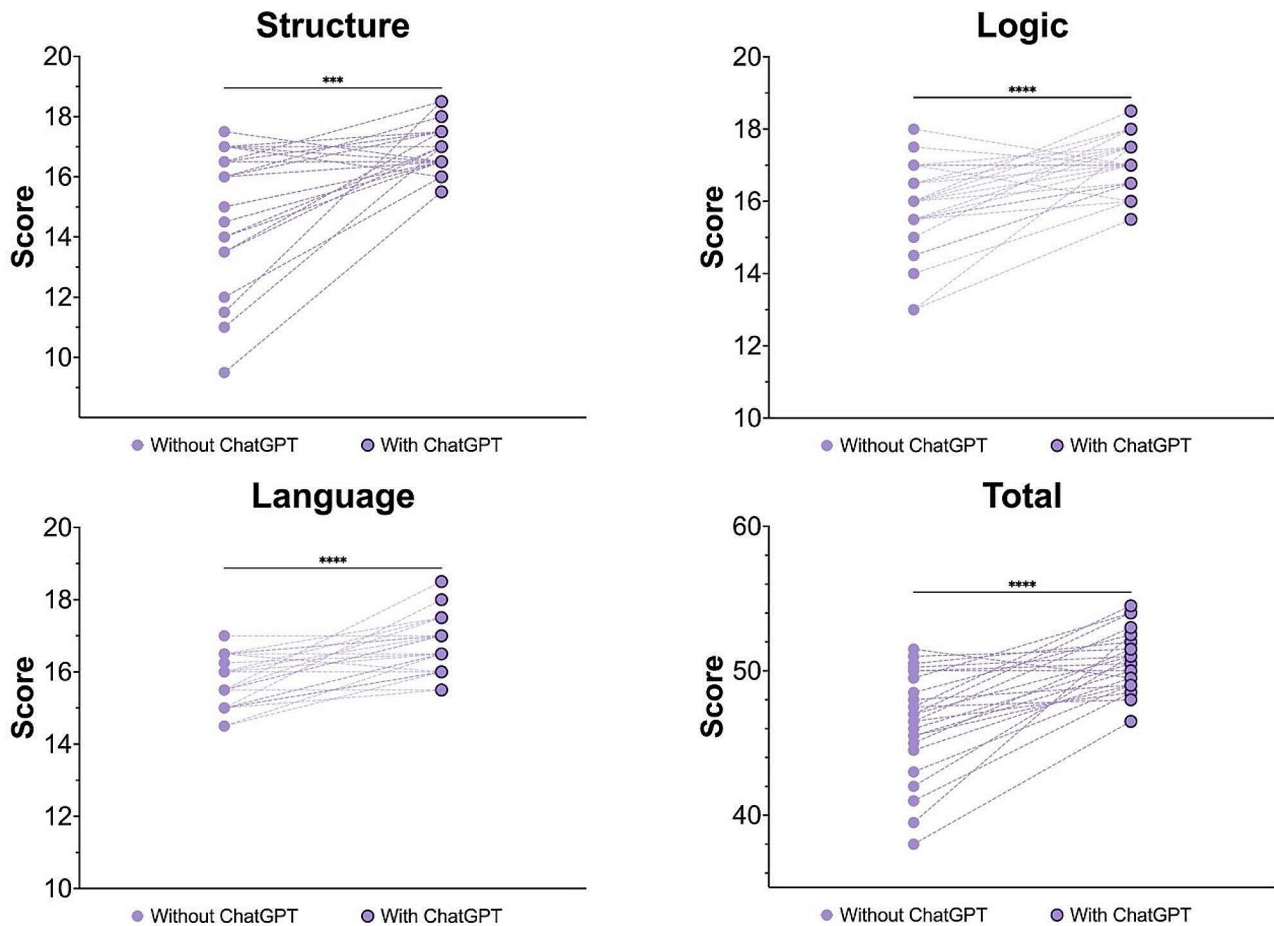 Structure
20
18
16
14
12
10
Score
***
Without ChatGPT
With ChatGPT
Logic
20
18
16
14
12
10
Score
****
Without ChatGPT
With ChatGPT
Language
20
18
16
14
12
10
Score
****
Without ChatGPT
With ChatGPT
Total
60
50
40
Score
****
Without ChatGPT
With ChatGPT